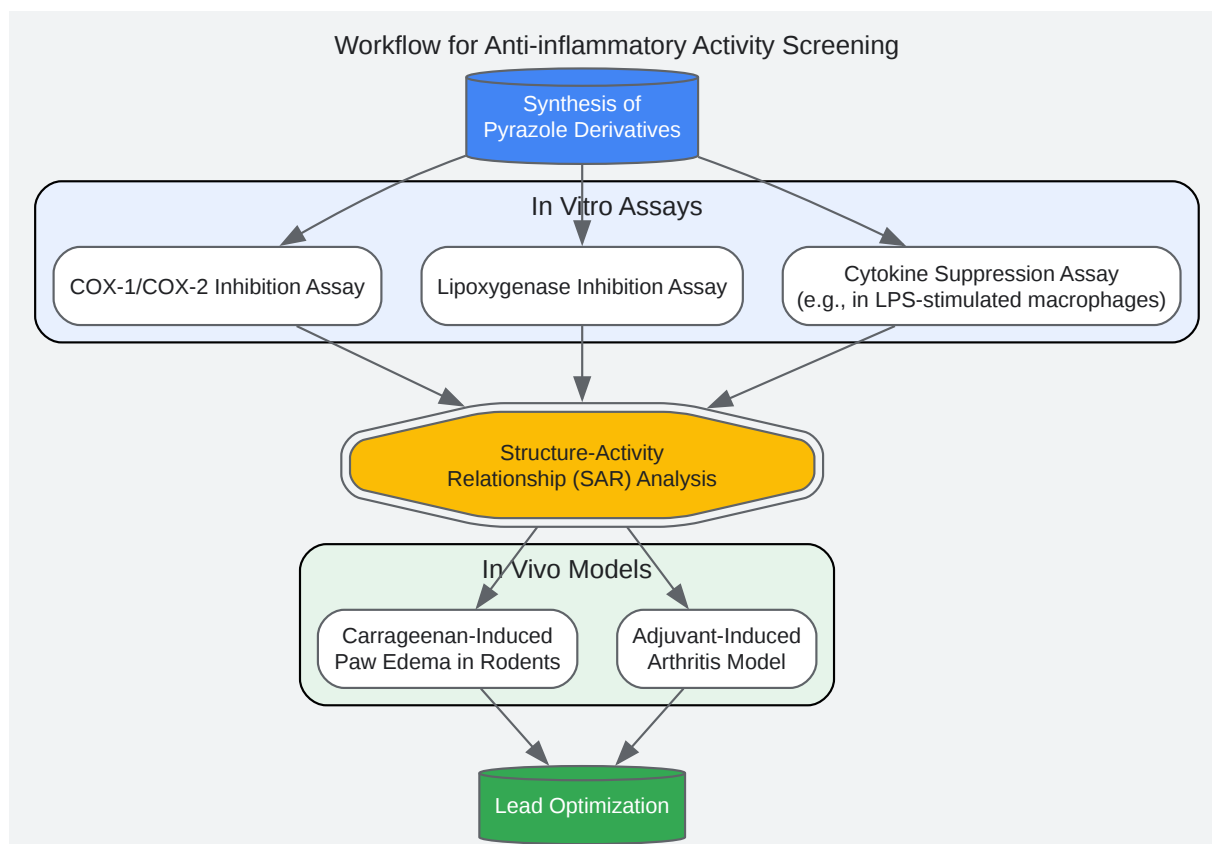 Workflow for Anti-inflammatory Activity Screening
Synthesis of
Pyrazole Derivatives
In Vitro Assays
COX-1/COX-2 Inhibition Assay
Lipoxygenase Inhibition Assay
Cytokine Suppression Assay
(e.g., in LPS-stimulated macrophages)
Structure-Activity
Relationship (SAR) Analysis
In Vivo Models
Carrageenan-Induced
Paw Edema in Rodents
Adjuvant-Induced
Arthritis Model
Lead Optimization